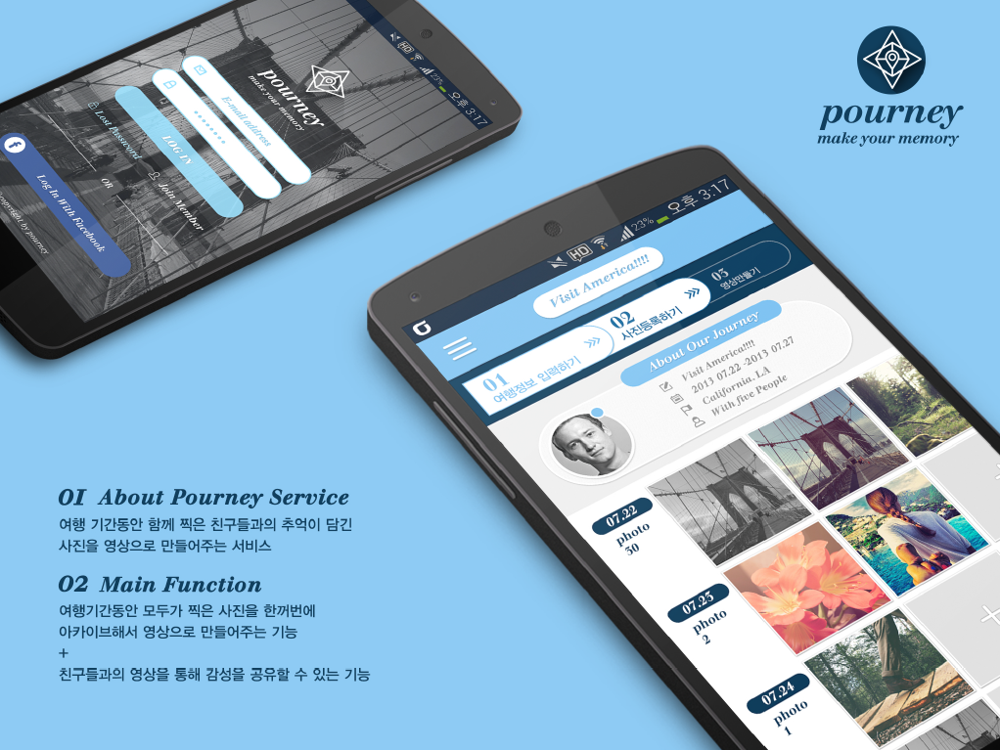 pourney
make your memory
HD
23%
오후 3:17
pourney
make your memory
E-mail address
LOG IN
Lost Password
Join Member
OR
Log In With Facebook
copyright by pourney
HD
23%
오후 3:17
Visit America!!!!
01
여행정보 입력하기
02
사진등록하기
03
영상만들기
About Our Journey
Visit America!!!!
2013 07.22 -2013 07.27
California, LA
With five People
07.22
photo
30
07.23
photo
2
07.24
photo
1
01 About Pourney Service
여행 기간동안 함께 찍은 친구들과의 추억이 담긴
사진을 영상으로 만들어주는 서비스
02 Main Function
여행기간동안 모두가 찍은 사진을 한꺼번에
아카이브해서 영상으로 만들어주는 기능
+
친구들과의 영상을 통해 감성을 공유할 수 있는 기능